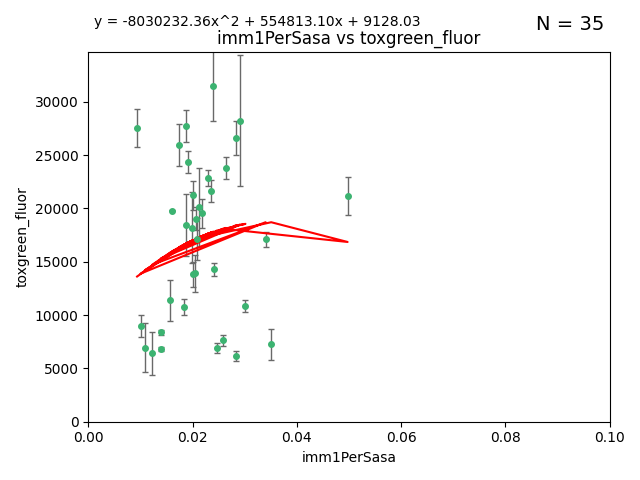 y = -8030232.36x^2 + 554813.10x + 9128.03
N = 35
imm1PerSasa vs toxgreen_fluor
30000
25000
20000
15000
10000
5000
0
toxgreen_fluor
0.00 0.02 0.04 0.06 0.08 0.10
imm1PerSasa